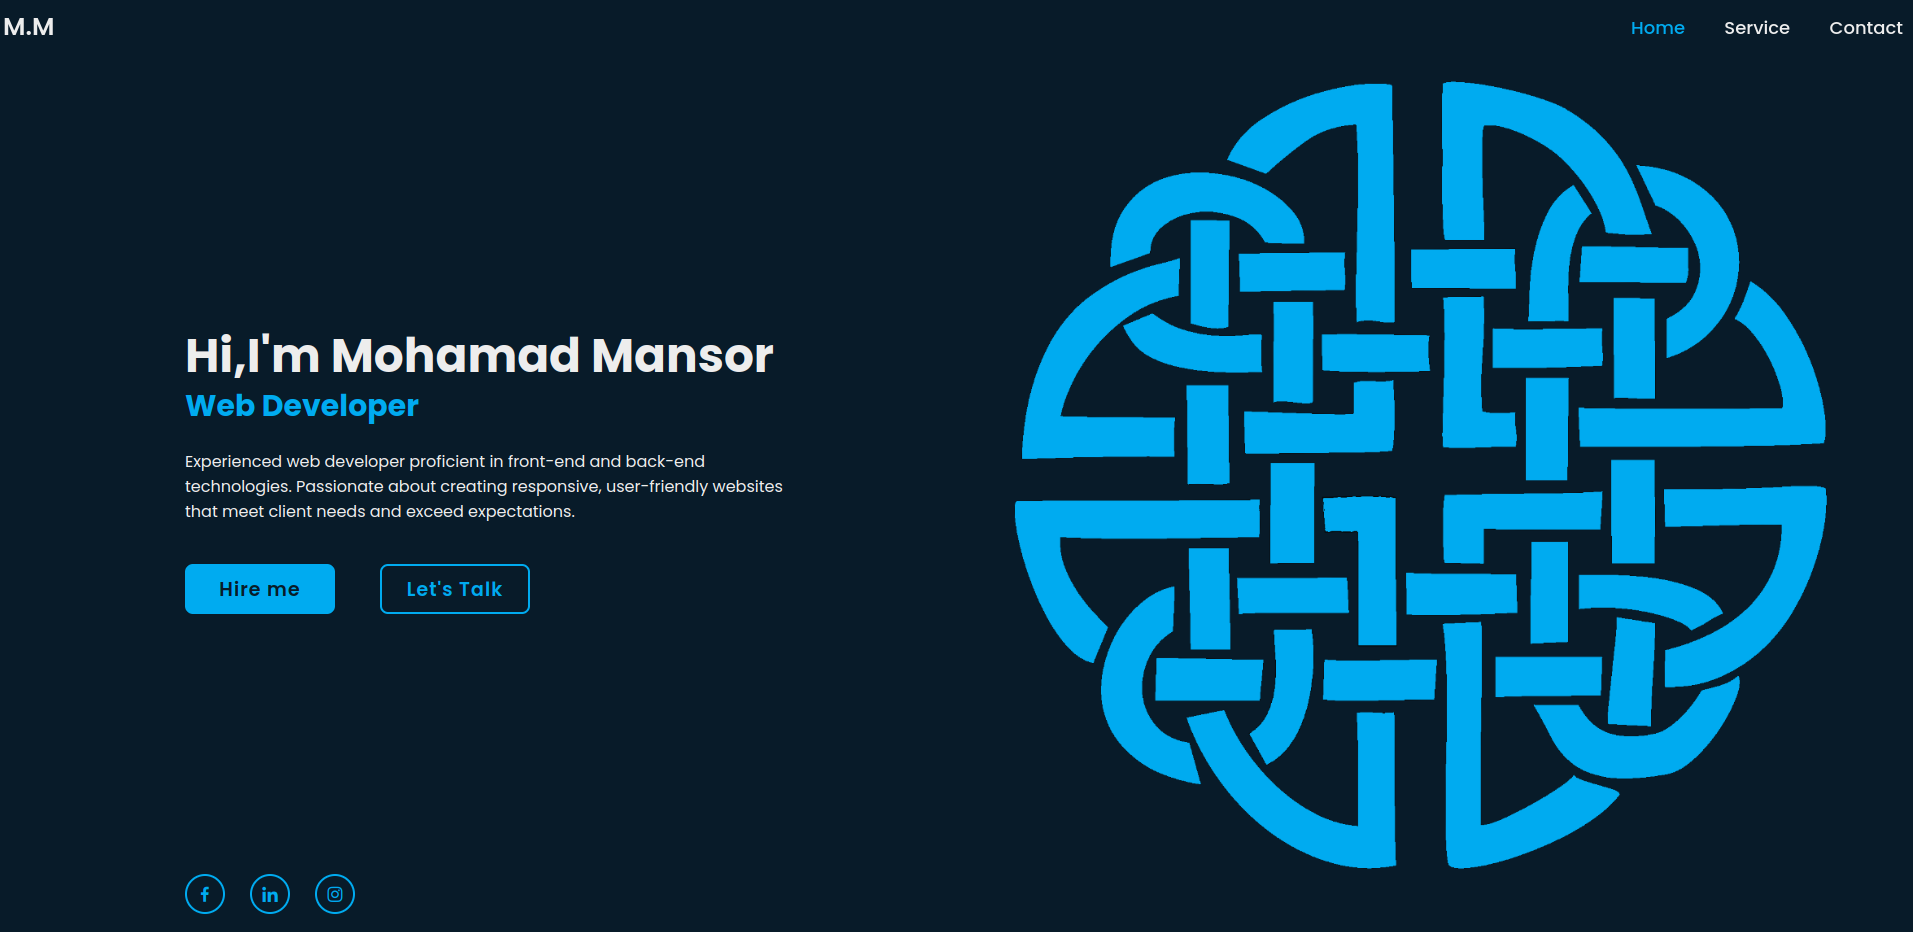 M.M
Home
Service
Contact
Hi,I'm Mohamad Mansor
Web Developer
Experienced web developer proficient in front-end and back-end
technologies. Passionate about creating responsive, user-friendly websites
that meet client needs and exceed expectations.
Hire me
Let's Talk